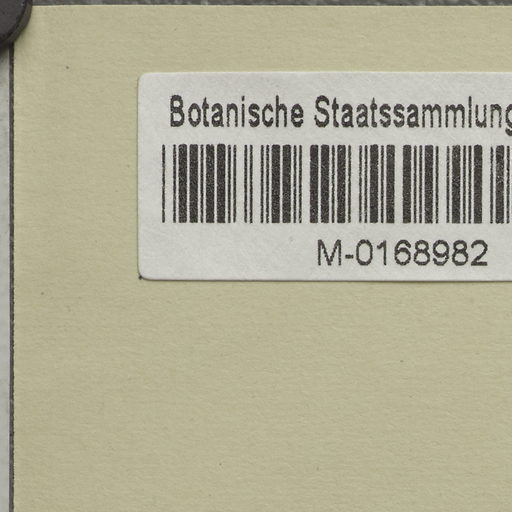 Botanische Staatssammlung
M-0168982